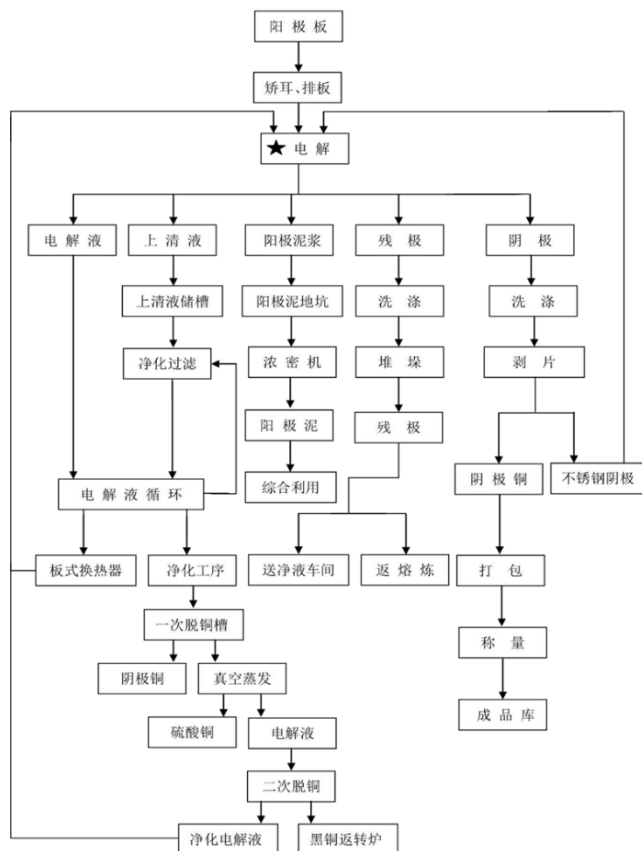 阳极板
矫耳、排板
★ 电解
电解液
上清液
阳极泥浆
残极
阴极
上清液储槽
阳极泥地坑
洗涤
洗涤
净化过滤
浓密机
堆垛
剥片
阳极泥
残极
电解液循环
综合利用
阴极铜
不锈钢阴极
板式换热器
净化工序
送净液车间
返熔炼
打包
一次脱铜槽
称量
阴极铜
真空蒸发
成品库
硫酸铜
电解液
二次脱铜
净化电解液
黑铜返转炉